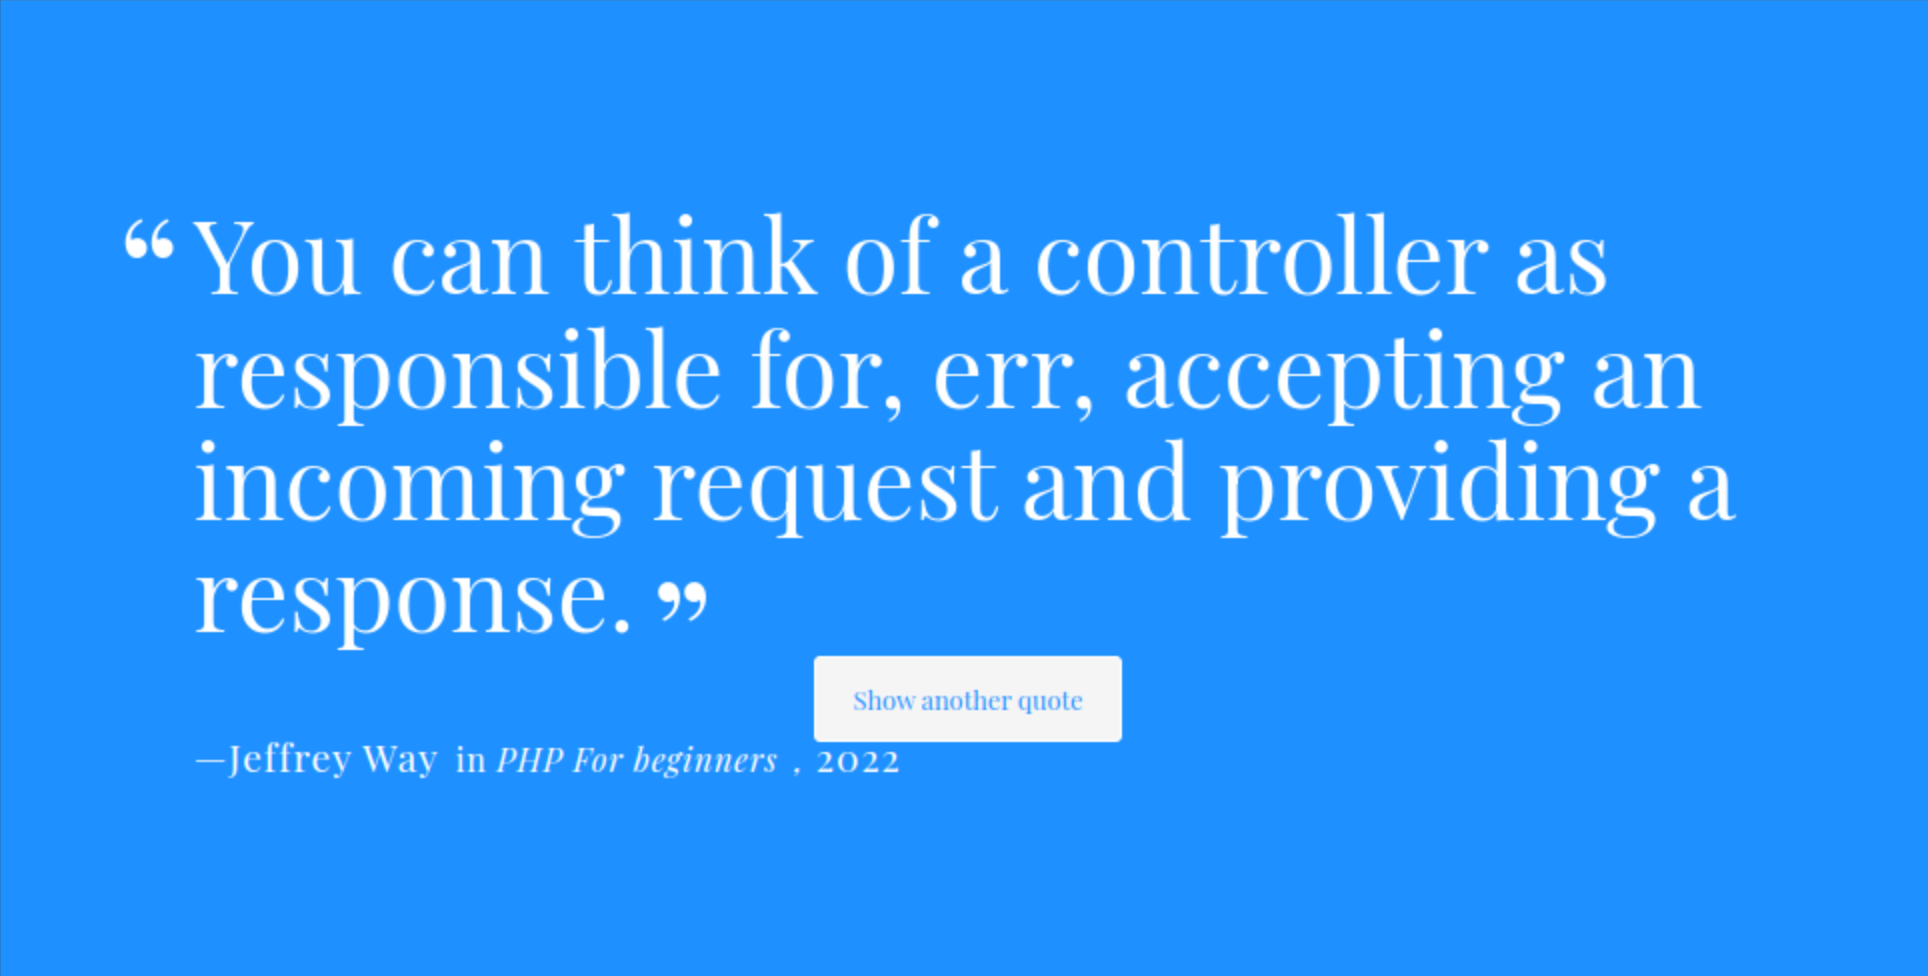 “ You can think of a controller as
responsible for, err, accepting an
incoming request and providing a
response. ”
Show another quote
—Jeffrey Way in PHP For beginners , 2022